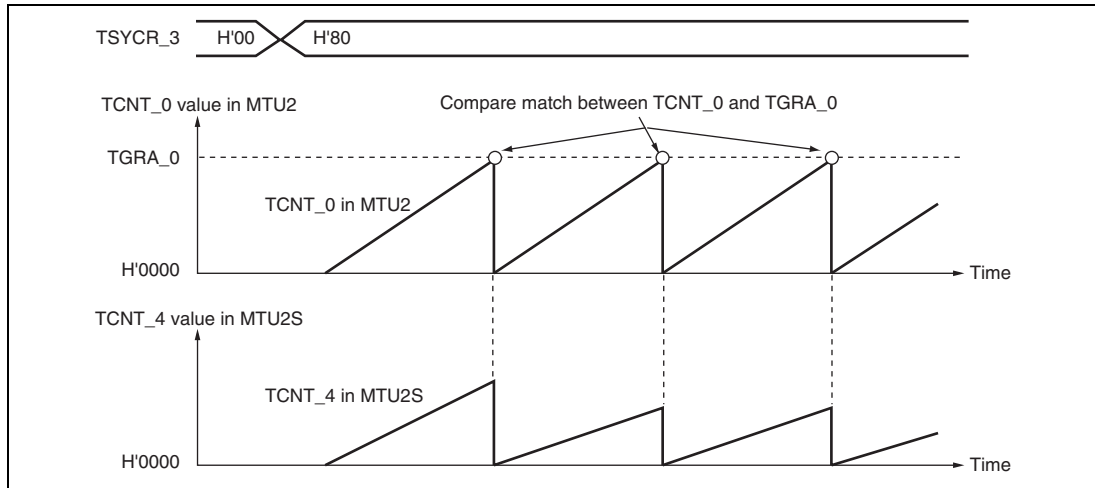 TSYCR_3 H'00 H'80
TCNT_0 value in MTU2
Compare match between TCNT_0 and TGRA_0
TGRA_0
TCNT_0 in MTU2
H'0000
Time
TCNT_4 value in MTU2S
TCNT_4 in MTU2S
H'0000
Time